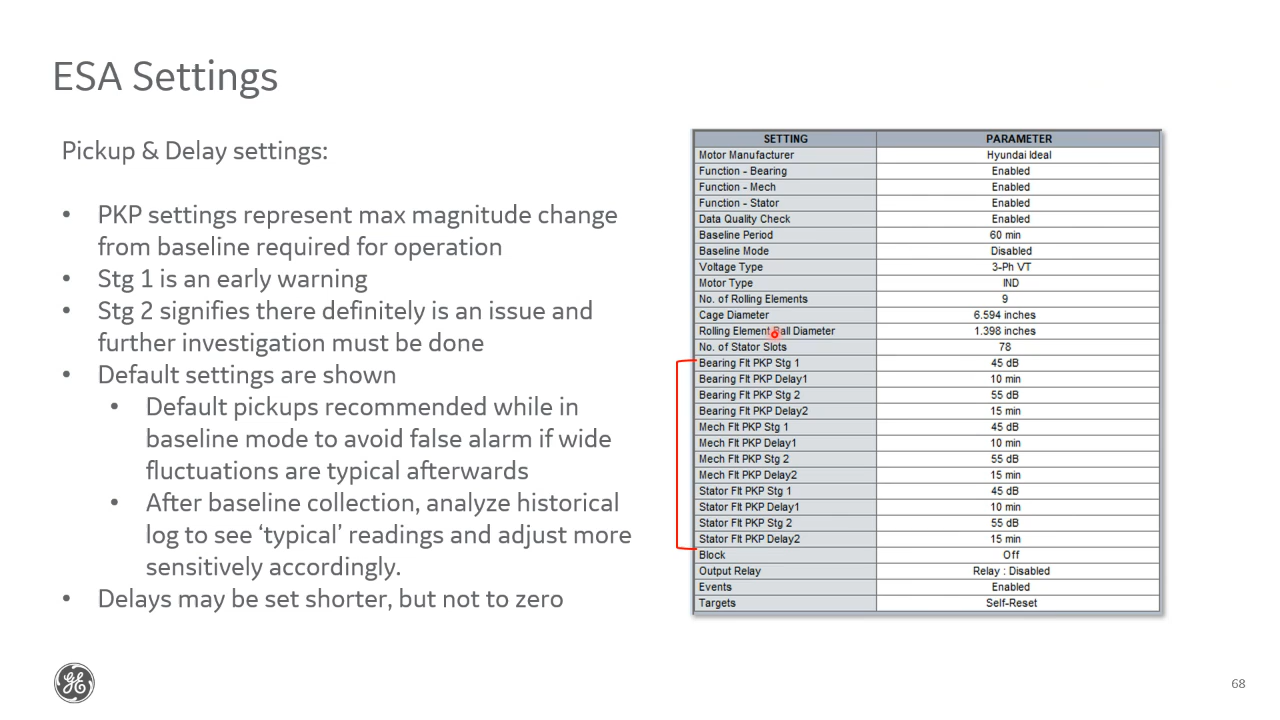 ESA Settings
Pickup & Delay settings:
• PKP settings represent max magnitude change
from baseline required for operation
• Stg 1 is an early warning
• Stg 2 signifies there definitely is an issue and
further investigation must be done
• Default settings are shown
• Default pickups recommended while in
baseline mode to avoid false alarm if wide
fluctuations are typical afterwards
• After baseline collection, analyze historical
log to see ‘typical’ readings and adjust more
sensitively accordingly.
• Delays may be set shorter, but not to zero
SETTING PARAMETER
Motor Manufacturer Hyundai Ideal
Function - Bearing Enabled
Function - Mech Enabled
Function - Stator Enabled
Data Quality Check Enabled
Baseline Period 60 min
Baseline Mode Disabled
Voltage Type 3-Ph VT
Motor Type IND
No. of Rolling Elements 9
Cage Diameter 6.594 inches
Rolling Element Ball Diameter 1.398 inches
No. of Stator Slots 78
Bearing Flt PKP Stg 1 45 dB
Bearing Flt PKP Delay1 10 min
Bearing Flt PKP Stg 2 55 dB
Bearing Flt PKP Delay2 15 min
Mech Flt PKP Stg 1 45 dB
Mech Flt PKP Delay1 10 min
Mech Flt PKP Stg 2 55 dB
Mech Flt PKP Delay2 15 min
Stator Flt PKP Stg 1 45 dB
Stator Flt PKP Delay1 10 min
Stator Flt PKP Stg 2 55 dB
Stator Flt PKP Delay2 15 min
Block Off
Output Relay Relay : Disabled
Events Enabled
Targets Self-Reset
GE
68